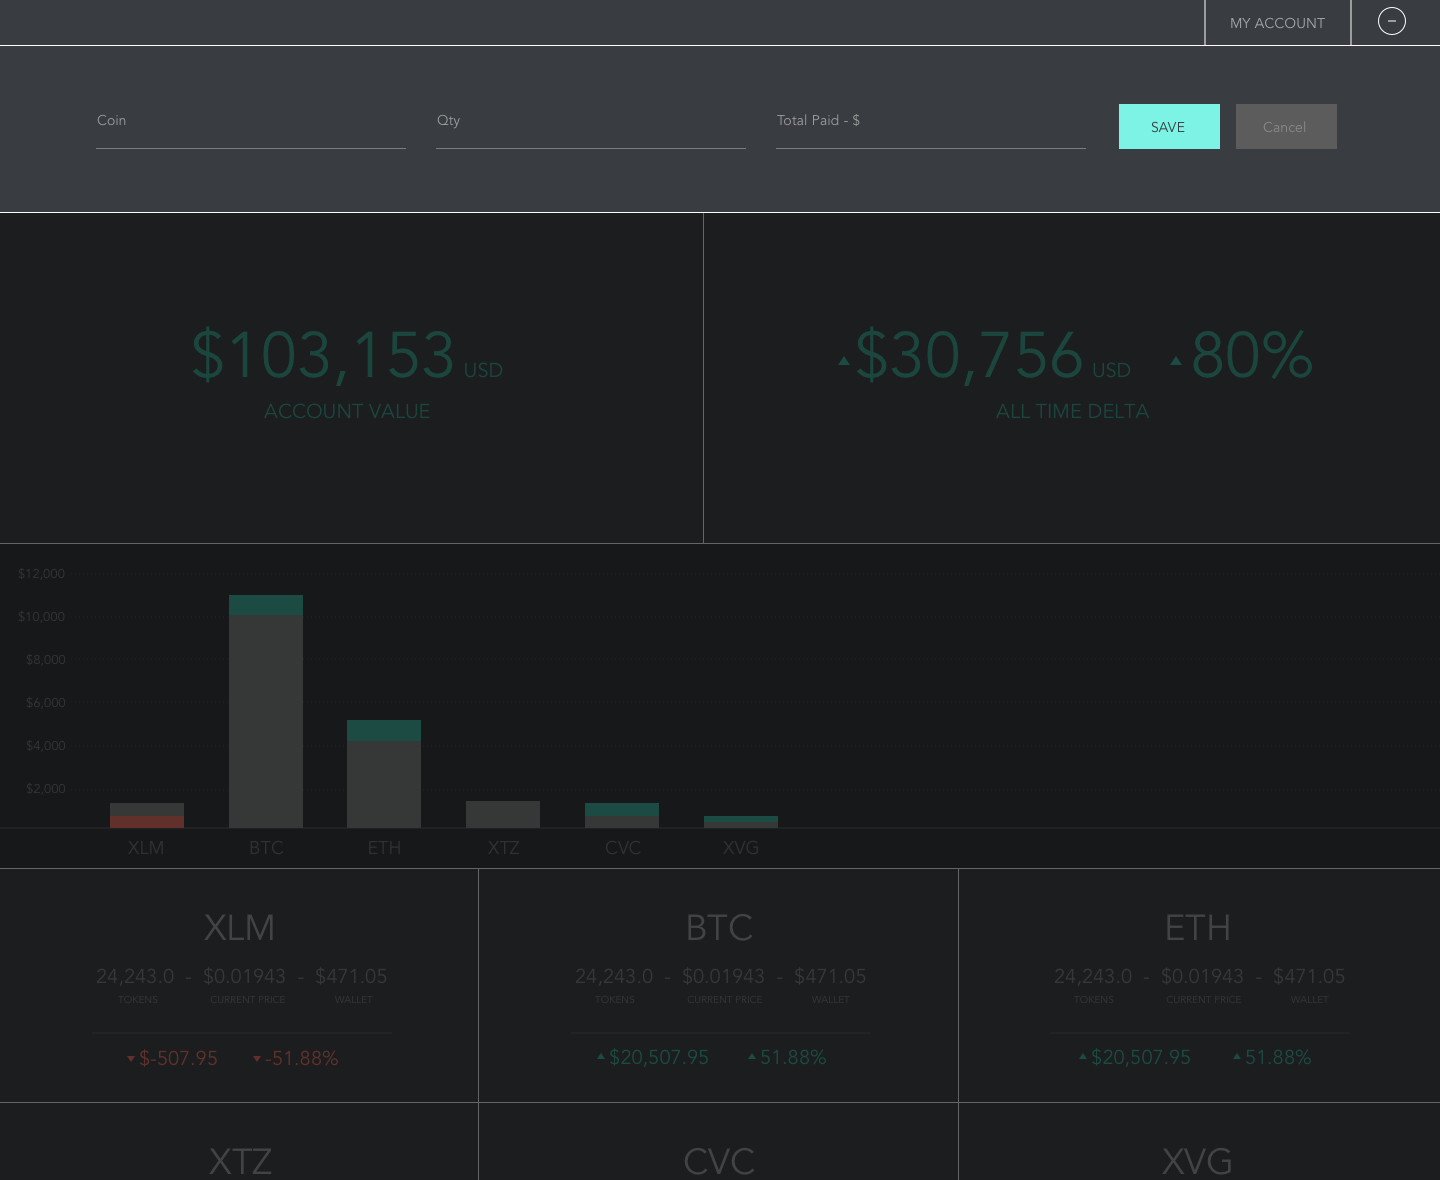 MY ACCOUNT
Coin
Qty
Total Paid - $
SAVE
Cancel
$103,153 USD
ACCOUNT VALUE
$30,756 USD
80%
ALL TIME DELTA
$12,000
$10,000
$8,000
$6,000
$4,000
$2,000
XLM BTC ETH XTZ CVC XVG
XLM
24,243.0 - $0.01943 - $471.05
TOKENS CURRENT PRICE WALLET
$-507.95 -51.88%
BTC
24,243.0 - $0.01943 - $471.05
TOKENS CURRENT PRICE WALLET
$20,507.95 51.88%
ETH
24,243.0 - $0.01943 - $471.05
TOKENS CURRENT PRICE WALLET
$20,507.95 51.88%
XTZ
CVC
XVG